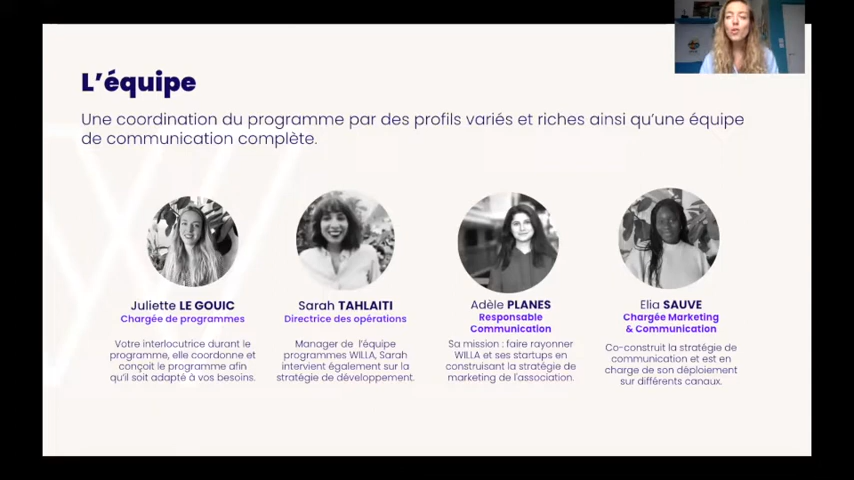 L'équipe
Une coordination du programme par des profils variés et riches ainsi qu'une équipe
de communication complète.
Juliette LE GOUIC
Chargée de programmes
Votre interlocutrice durant le
programme, elle coordonne et
conçoit le programme afin
qu'il soit adapté à vos besoins.
Sarah TAHLAITI
Directrice des opérations
Manager de l'équipe
programmes WILLA, Sarah
intervient également sur la
stratégie de développement.
Adèle PLANES
Responsable
Communication
Sa mission : faire rayonner
WILLA et ses startups en
construisant la stratégie de
marketing de l'association.
Elia SAUVE
Chargée Marketing
& Communication
Co-construit la stratégie de
communication et est en
charge de son déploiement
sur différents canaux.